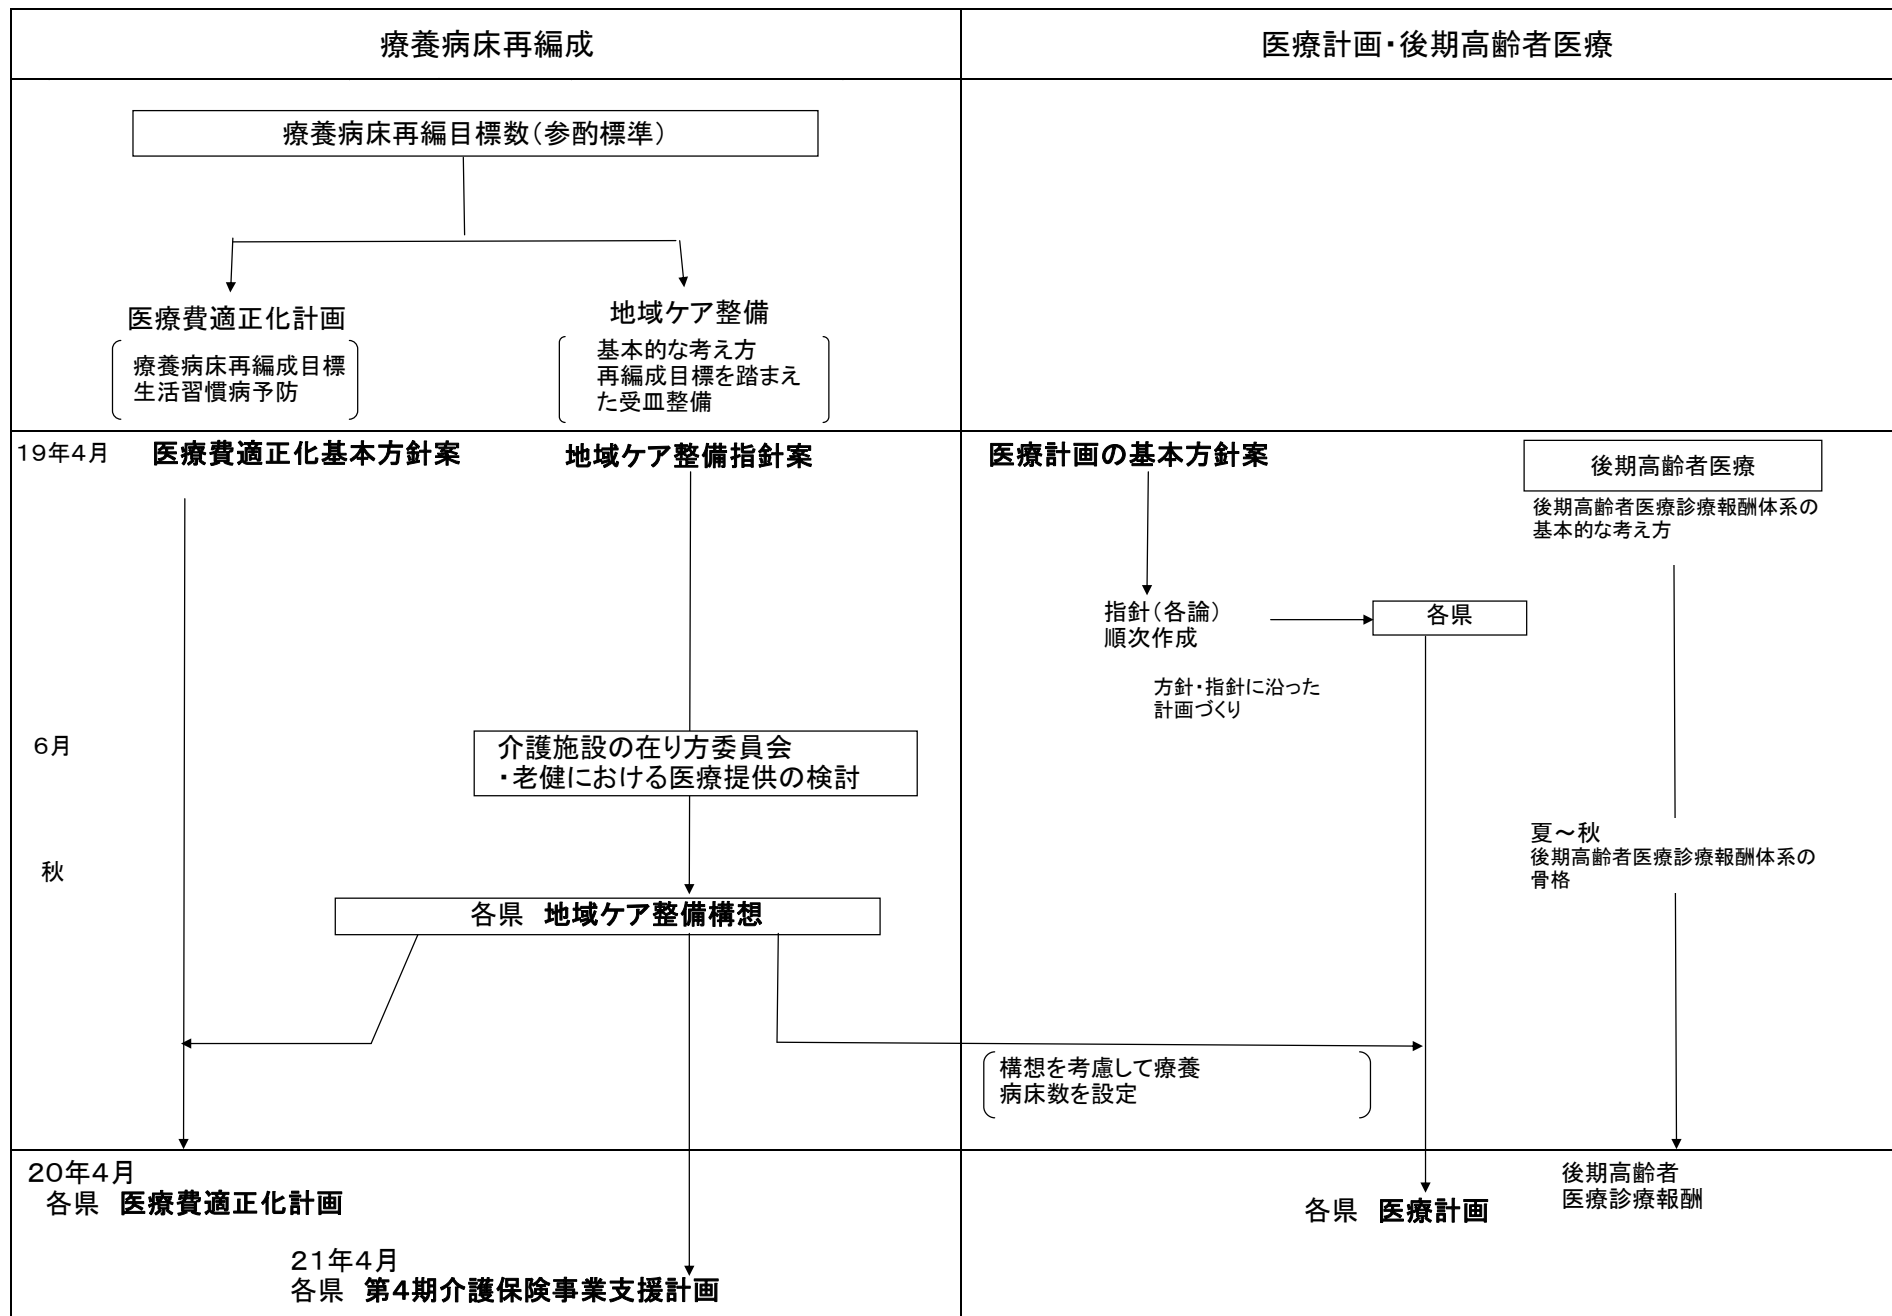 療養病床再編成
医療計画・後期高齢者医療
療養病床再編目標数（参酌標準）
医療費適正化計画
療養病床再編成目標
生活習慣病予防
地域ケア整備
基本的な考え方
再編成目標を踏まえ
た受皿整備
19年4月
医療費適正化基本方針案
地域ケア整備指針案
医療計画の基本方針案
後期高齢者医療
後期高齢者医療診療報酬体系の
基本的な考え方
指針（各論）
順次作成
各県
方針・指針に沿った
計画づくり
6月
介護施設の在り方委員会
・老健における医療提供の検討
夏～秋
後期高齢者医療診療報酬体系の
骨格
秋
各県 地域ケア整備構想
構想を考慮して療養
病床数を設定
20年4月
各県 医療費適正化計画
後期高齢者
医療診療報酬
各県 医療計画
21年4月
各県 第4期介護保険事業支援計画